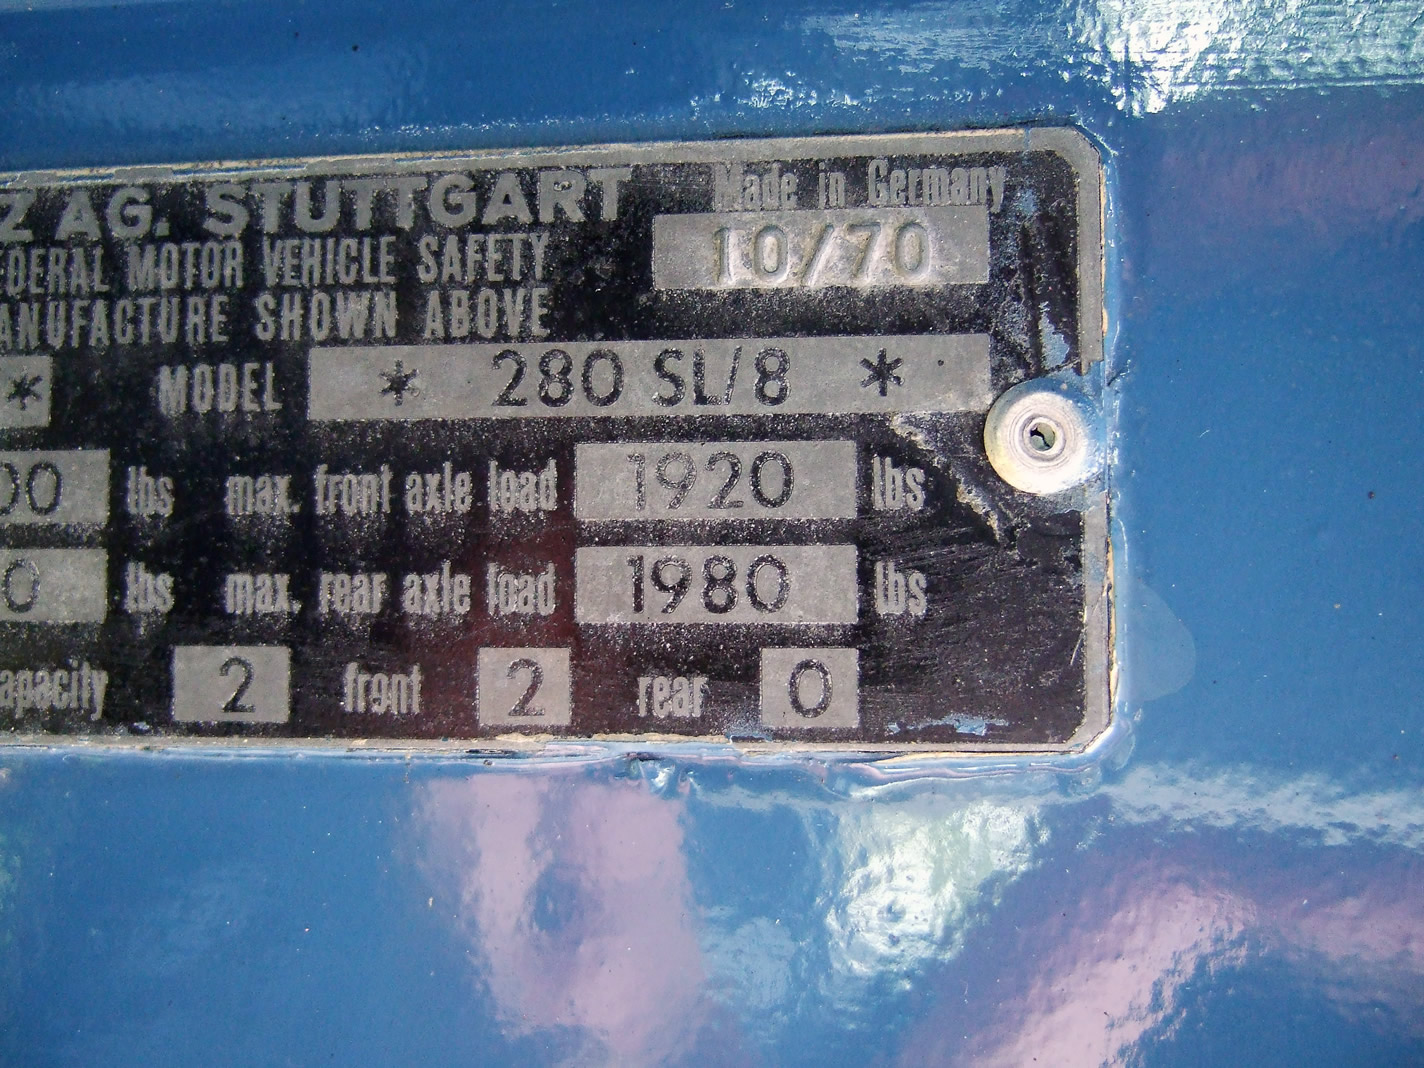 Z AG. STUTTGART Made in Germany
EDERAL MOTOR VEHICLE SAFETY 10/70
ANUFACTURE SHOWN ABOVE
* MODEL * 280 SL/8 *
00 lbs max. front axle load 1920 lbs
0 lbs max. rear axle load 1980 lbs
apacity 2 front 2 rear 0